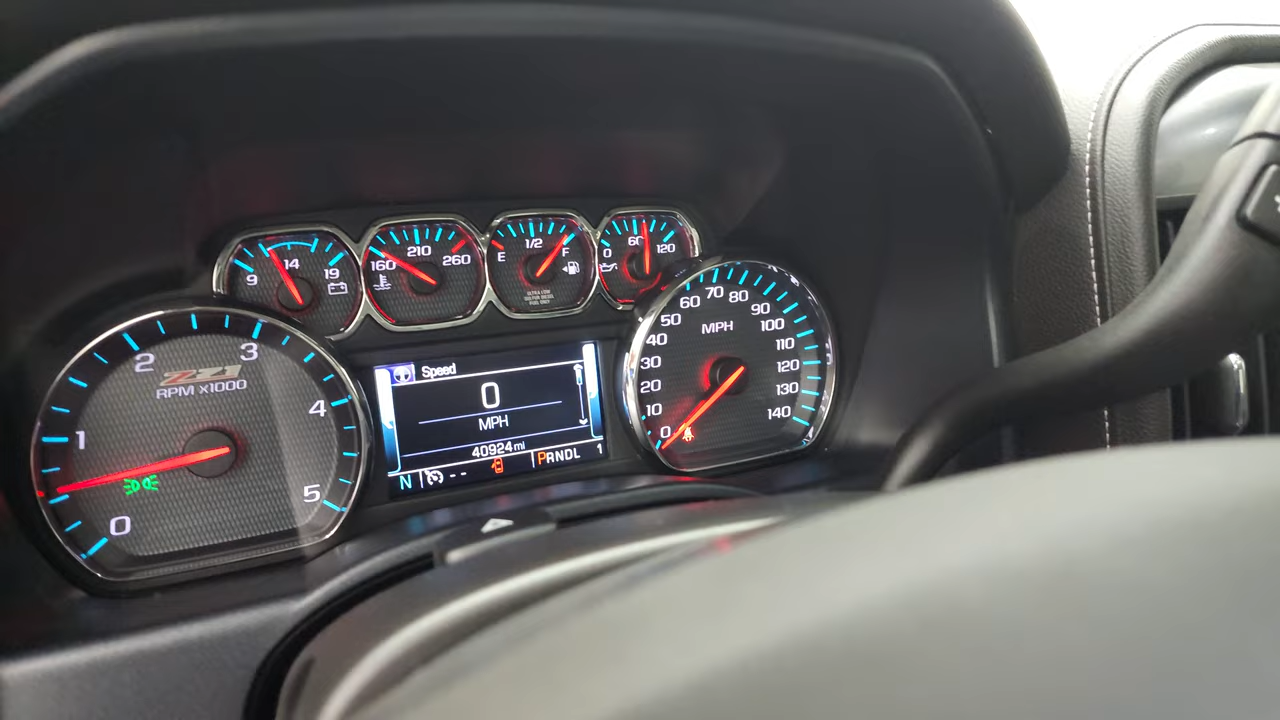 9 14 19
160 210 260
E 1/2 F
ULTRA LOW
SULFUR DIESEL
FUEL ONLY
0 60 120
0 1 2 3 4 5
Z71
RPM X1000
Speed
0
MPH
40924 mi
N -- PRNDL 1
0 10 20 30 40 50 60 70 80 90 100 110 120 130 140
MPH